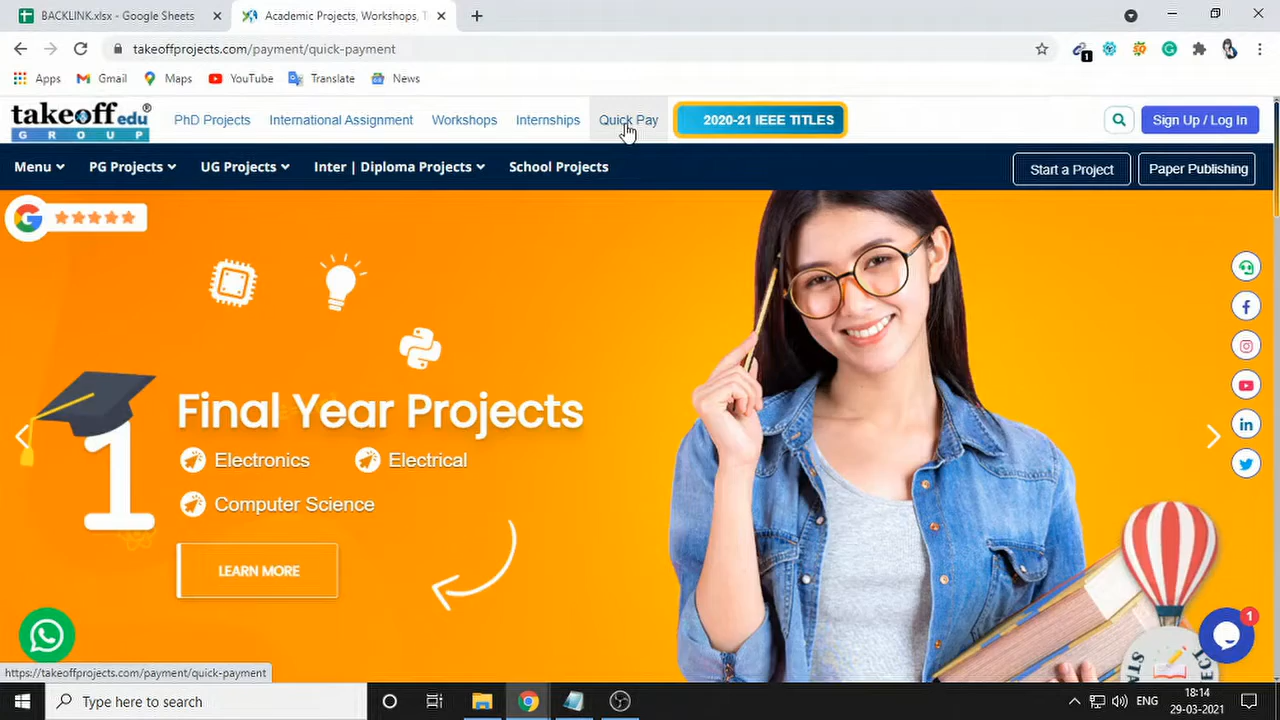 BACKLINK.xlsx - Google Sheets
Academic Projects, Workshops, T
takeoffprojects.com/payment/quick-payment
1
Apps
Gmail
Maps
YouTube
Translate
News
takeoff edu®
GROUP
PhD Projects
International Assignment
Workshops
Internships
Quick Pay
2020-21 IEEE TITLES
Sign Up / Log In
Menu
PG Projects
UG Projects
Inter | Diploma Projects
School Projects
Start a Project
Paper Publishing
1
Final Year Projects
Electronics
Electrical
Computer Science
LEARN MORE
1
https://takeoffprojects.com/payment/quick-payment
Type here to search
ENG
18:14
29-03-2021